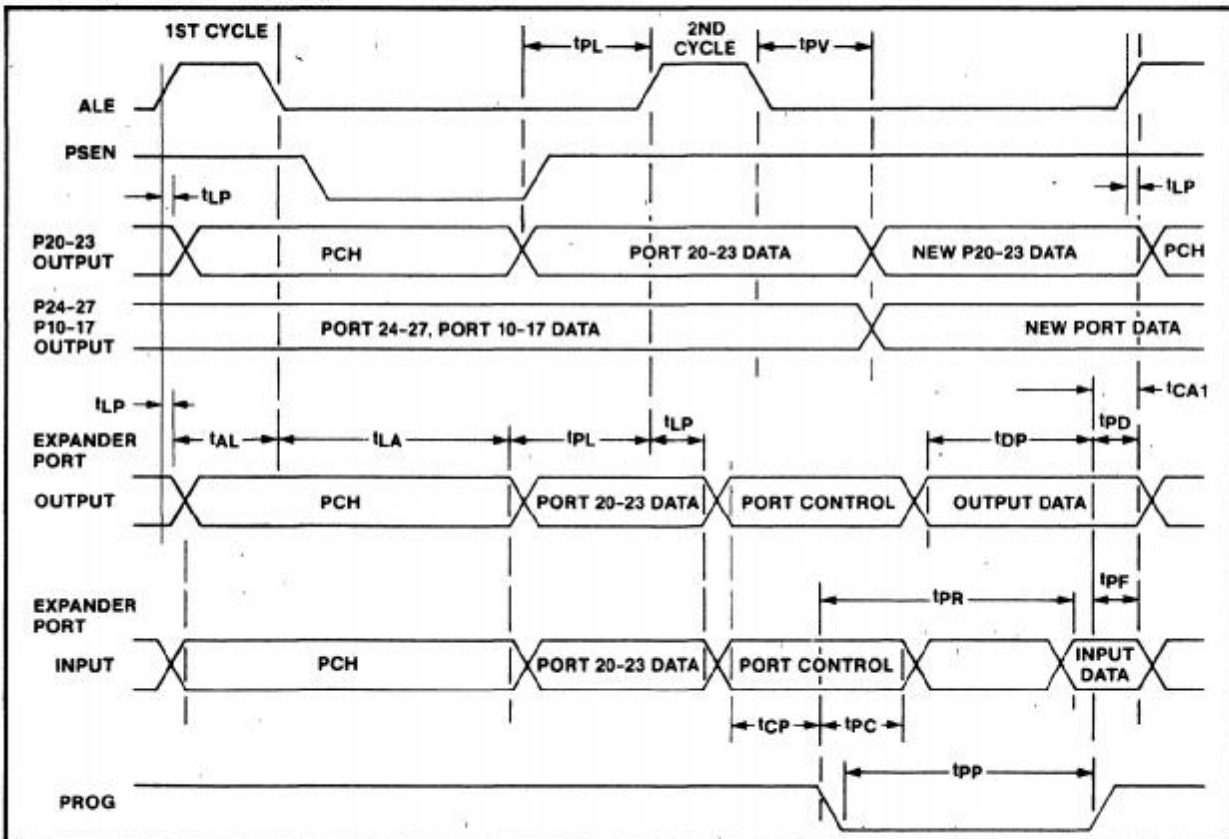 1ST CYCLE
tPL
2ND
CYCLE
tPV
ALE
PSEN
tLP
tLP
P20-23
OUTPUT
PCH
PORT 20-23 DATA
NEW P20-23 DATA
PCH
P24-27
P10-17
OUTPUT
PORT 24-27, PORT 10-17 DATA
NEW PORT DATA
tCA1
tLP
tAL
tLA
tPL
tLP
tDP
tPD
EXPANDER
PORT
OUTPUT
PCH
PORT 20-23 DATA
PORT CONTROL
OUTPUT DATA
tPR
tPF
EXPANDER
PORT
INPUT
PCH
PORT 20-23 DATA
PORT CONTROL
INPUT
DATA
tCP
tPC
tPP
PROG